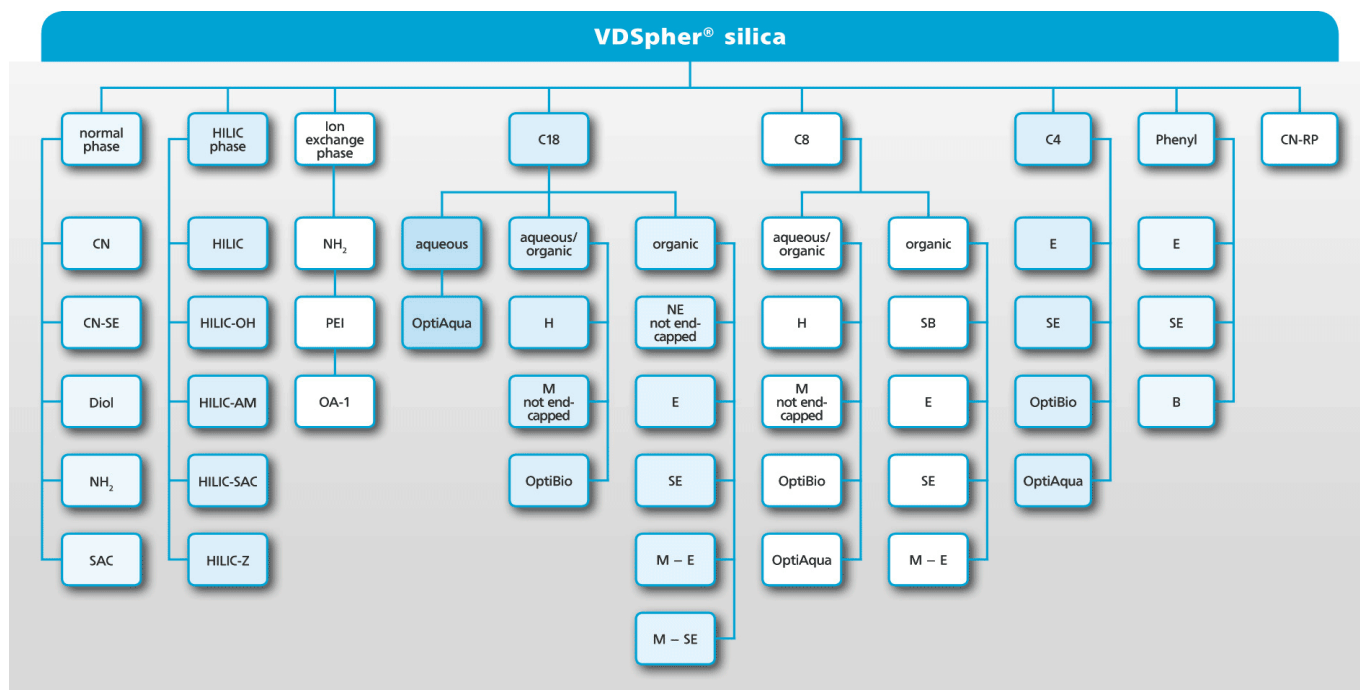 VDSpher® silica
normal
phase
HILIC
phase
Ion
exchange
phase
C18
C8
C4
Phenyl
CN-RP
CN
HILIC
NH₂
aqueous
aqueous/
organic
organic
aqueous/
organic
organic
E
E
CN-SE
HILIC-OH
PEI
OptiAqua
H
NE
not end-
capped
H
SB
SE
SE
Diol
HILIC-AM
OA-1
M
not end-
capped
E
M
not end-
capped
E
OptiBio
B
NH₂
HILIC-SAC
OptiBio
SE
OptiBio
SE
OptiAqua
SAC
HILIC-Z
M – E
OptiAqua
M – E
M – SE